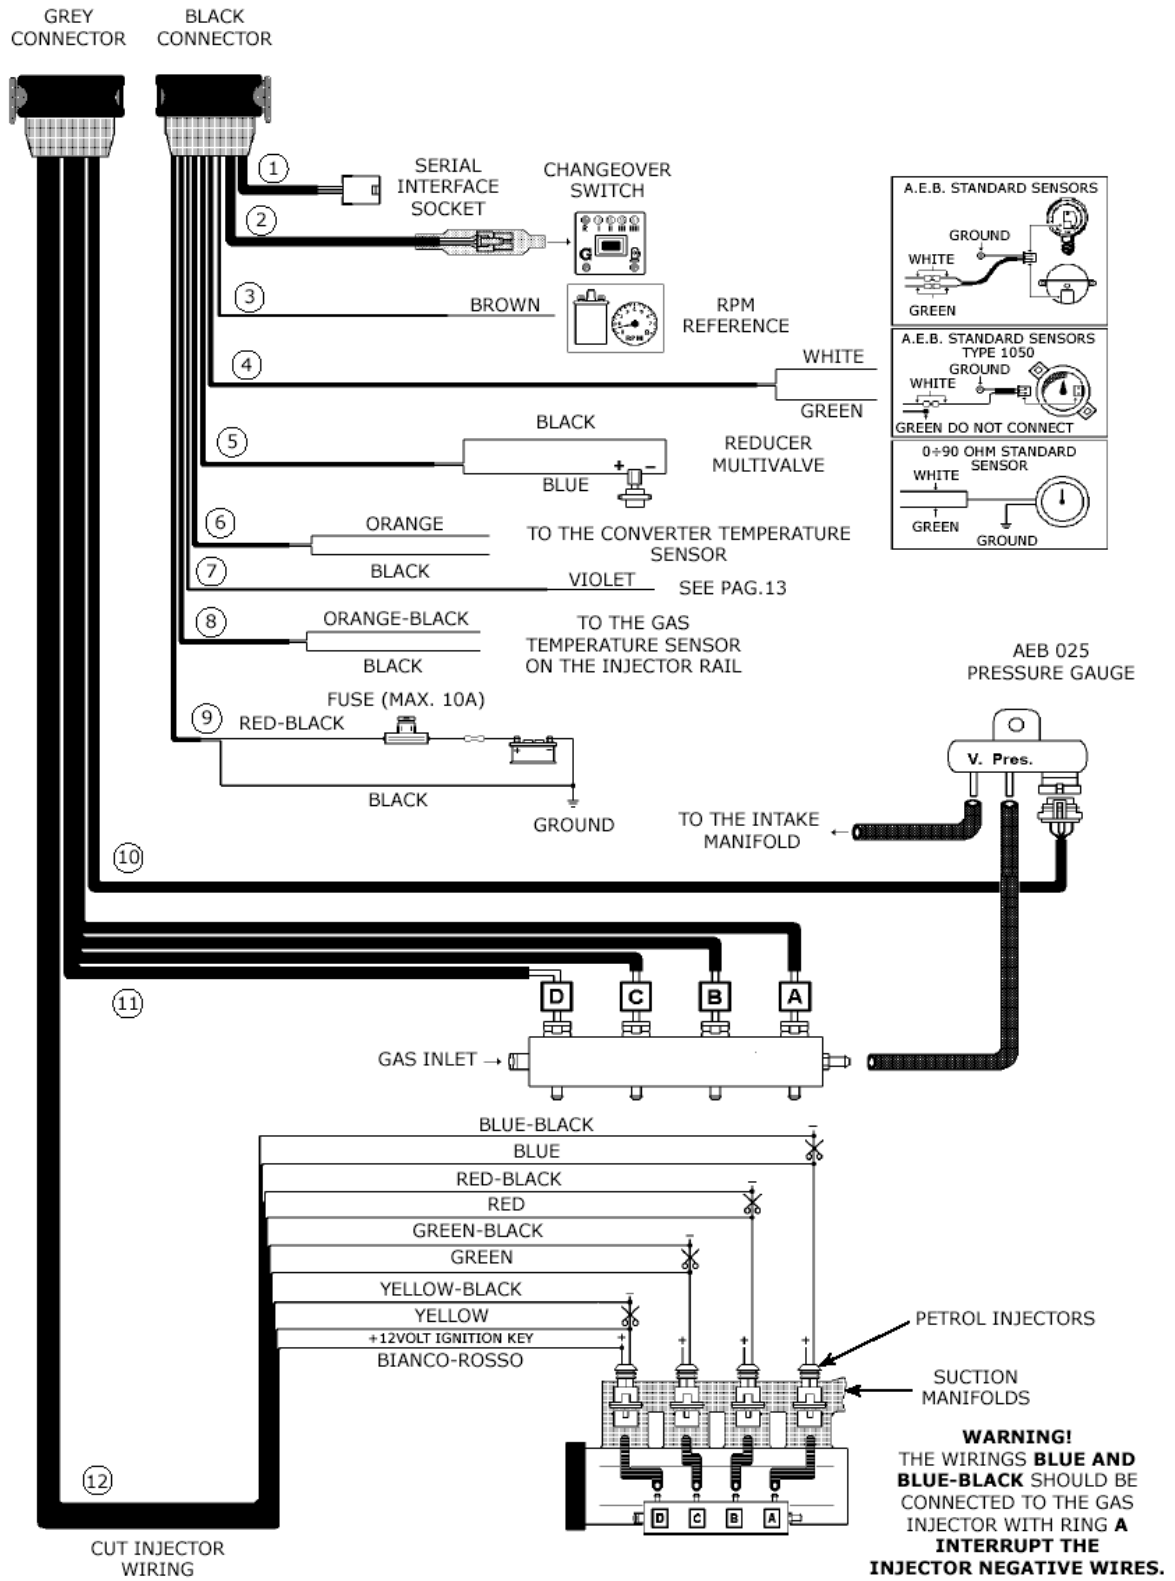 GREY
CONNECTOR
BLACK
CONNECTOR
1
SERIAL
INTERFACE
SOCKET
CHANGEOVER
SWITCH
2
3
BROWN
RPM
RPM
REFERENCE
4
WHITE
GREEN
5
BLACK
+ −
BLUE
REDUCER
MULTIVALVE
6
ORANGE
BLACK
TO THE CONVERTER TEMPERATURE
SENSOR
7
VIOLET
SEE PAG.13
8
ORANGE-BLACK
BLACK
TO THE GAS
TEMPERATURE SENSOR
ON THE INJECTOR RAIL
9
RED-BLACK
FUSE (MAX. 10A)
+ −
BLACK
GROUND
A.E.B. STANDARD SENSORS
GROUND
WHITE
GREEN
A.E.B. STANDARD SENSORS
TYPE 1050
GROUND
WHITE
GREEN DO NOT CONNECT
0÷90 OHM STANDARD
SENSOR
WHITE
GREEN
GROUND
AEB 025
PRESSURE GAUGE
V. Pres.
TO THE INTAKE
MANIFOLD
10
11
D C B A
GAS INLET
BLUE-BLACK
BLUE
RED-BLACK
RED
GREEN-BLACK
GREEN
YELLOW-BLACK
YELLOW
+12VOLT IGNITION KEY
BIANCO-ROSSO
+ + + +
PETROL INJECTORS
SUCTION
MANIFOLDS
D C B A
12
CUT INJECTOR
WIRING
WARNING!
THE WIRINGS BLUE AND
BLUE-BLACK SHOULD BE
CONNECTED TO THE GAS
INJECTOR WITH RING A
INTERRUPT THE
INJECTOR NEGATIVE WIRES.